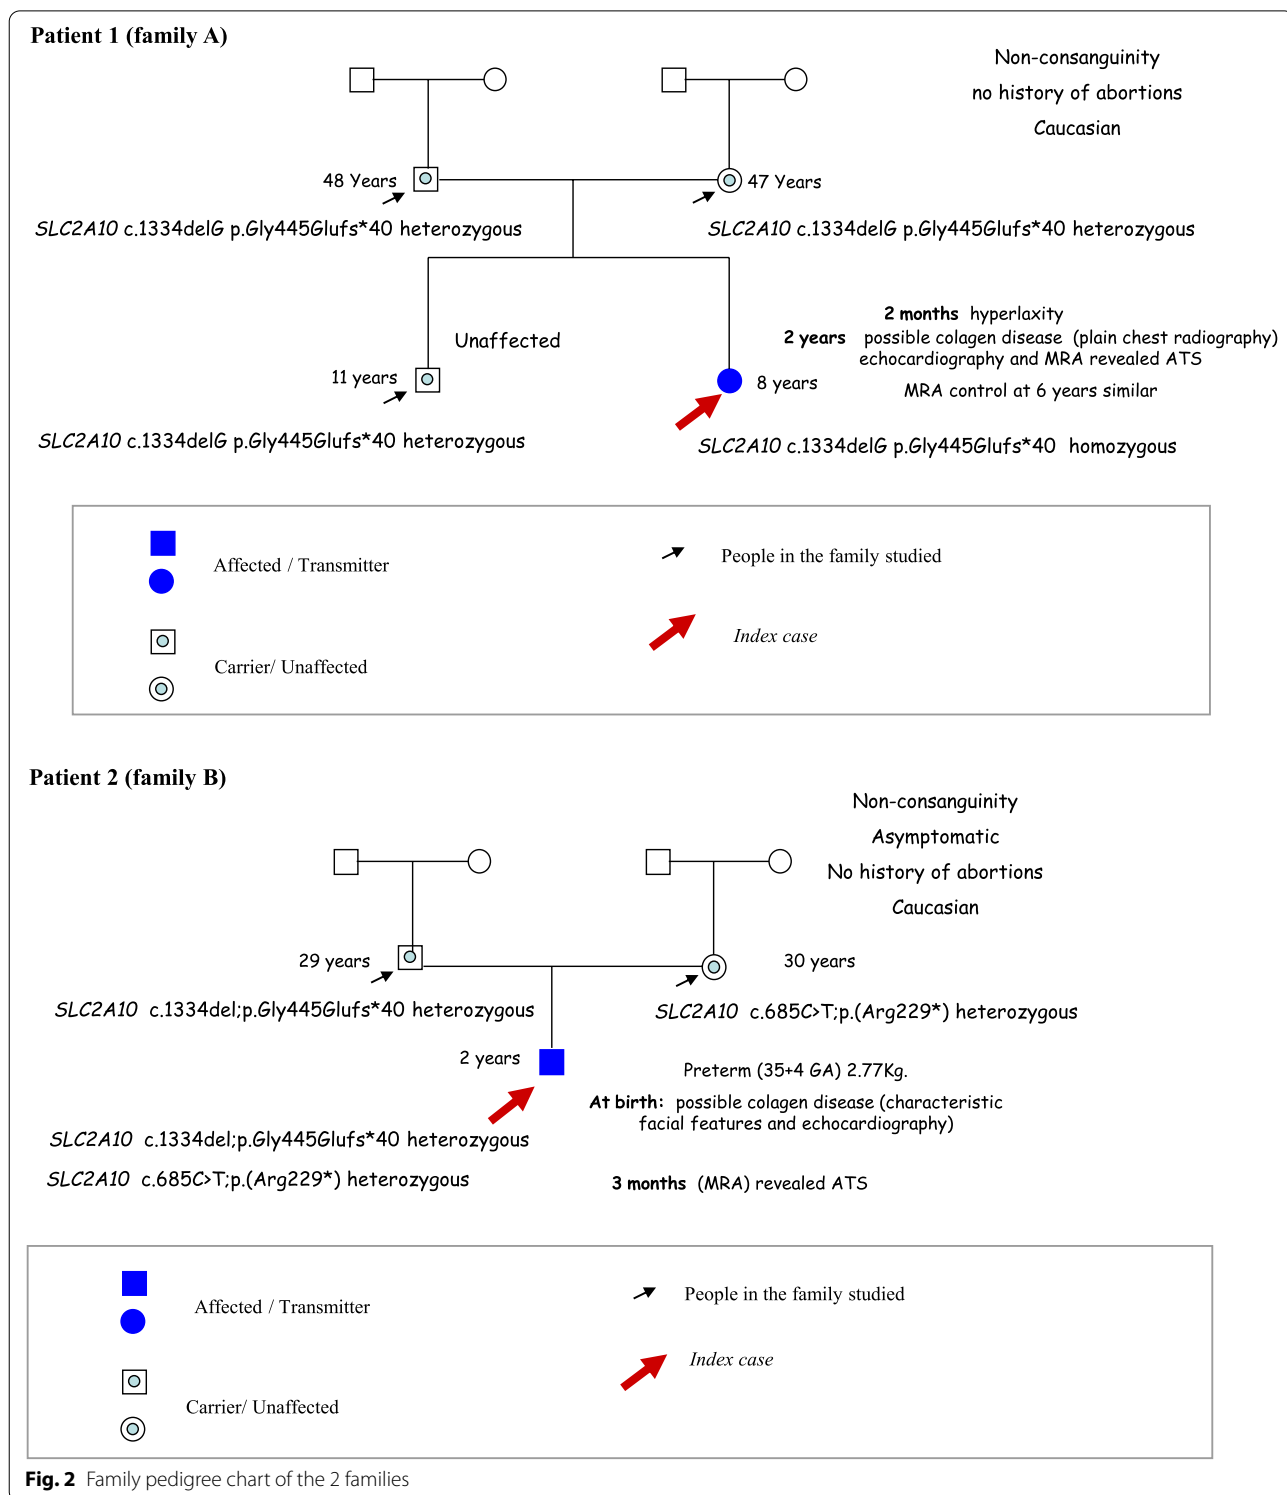 Patient 1 (family A)
Non-consanguinity
no history of abortions
Caucasian
48 Years
47 Years
SLC2A10 c.1334delG p.Gly445Glufs*40 heterozygous
SLC2A10 c.1334delG p.Gly445Glufs*40 heterozygous
2 months hyperlaxity
Unaffected
2 years possible colagen disease (plain chest radiography)
echocardiography and MRA revealed ATS
11 years
8 years
MRA control at 6 years similar
SLC2A10 c.1334delG p.Gly445Glufs*40 heterozygous
SLC2A10 c.1334delG p.Gly445Glufs*40 homozygous
Affected / Transmitter
People in the family studied
Index case
Carrier/ Unaffected
Patient 2 (family B)
Non-consanguinity
Asymptomatic
No history of abortions
Caucasian
29 years
30 years
SLC2A10 c.1334del;p.Gly445Glufs*40 heterozygous
SLC2A10 c.685C>T;p.(Arg229*) heterozygous
2 years
Preterm (35+4 GA) 2.77Kg.
At birth: possible colagen disease (characteristic
facial features and echocardiography)
SLC2A10 c.1334del;p.Gly445Glufs*40 heterozygous
SLC2A10 c.685C>T;p.(Arg229*) heterozygous
3 months (MRA) revealed ATS
Affected / Transmitter
People in the family studied
Index case
Carrier/ Unaffected
Fig. 2 Family pedigree chart of the 2 families